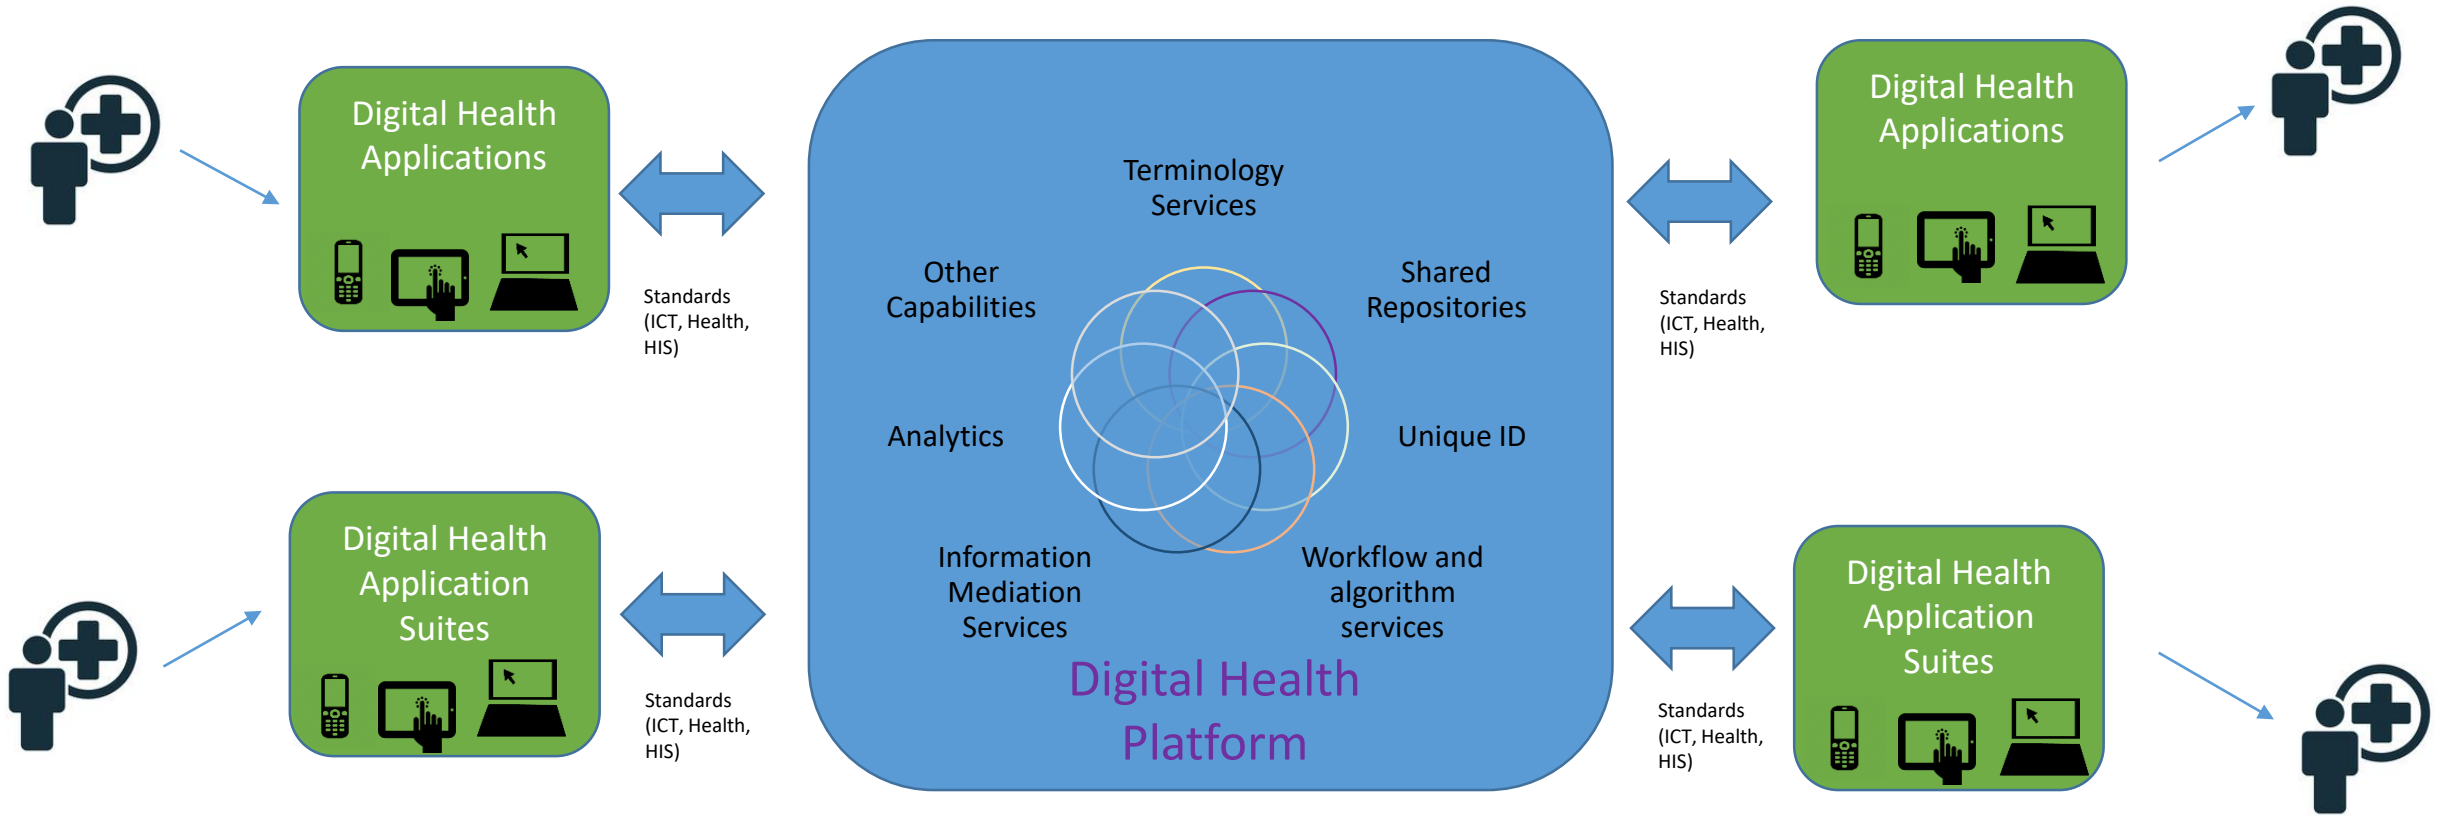 Digital Health
Applications
Standards
(ICT, Health,
HIS)
Digital Health
Application
Suites
Standards
(ICT, Health,
HIS)
Terminology
Services
Other
Capabilities
Shared
Repositories
Analytics
Unique ID
Information
Mediation
Services
Workflow and
algorithm
services
Digital Health
Platform
Digital Health
Applications
Standards
(ICT, Health,
HIS)
Digital Health
Application
Suites
Standards
(ICT, Health,
HIS)